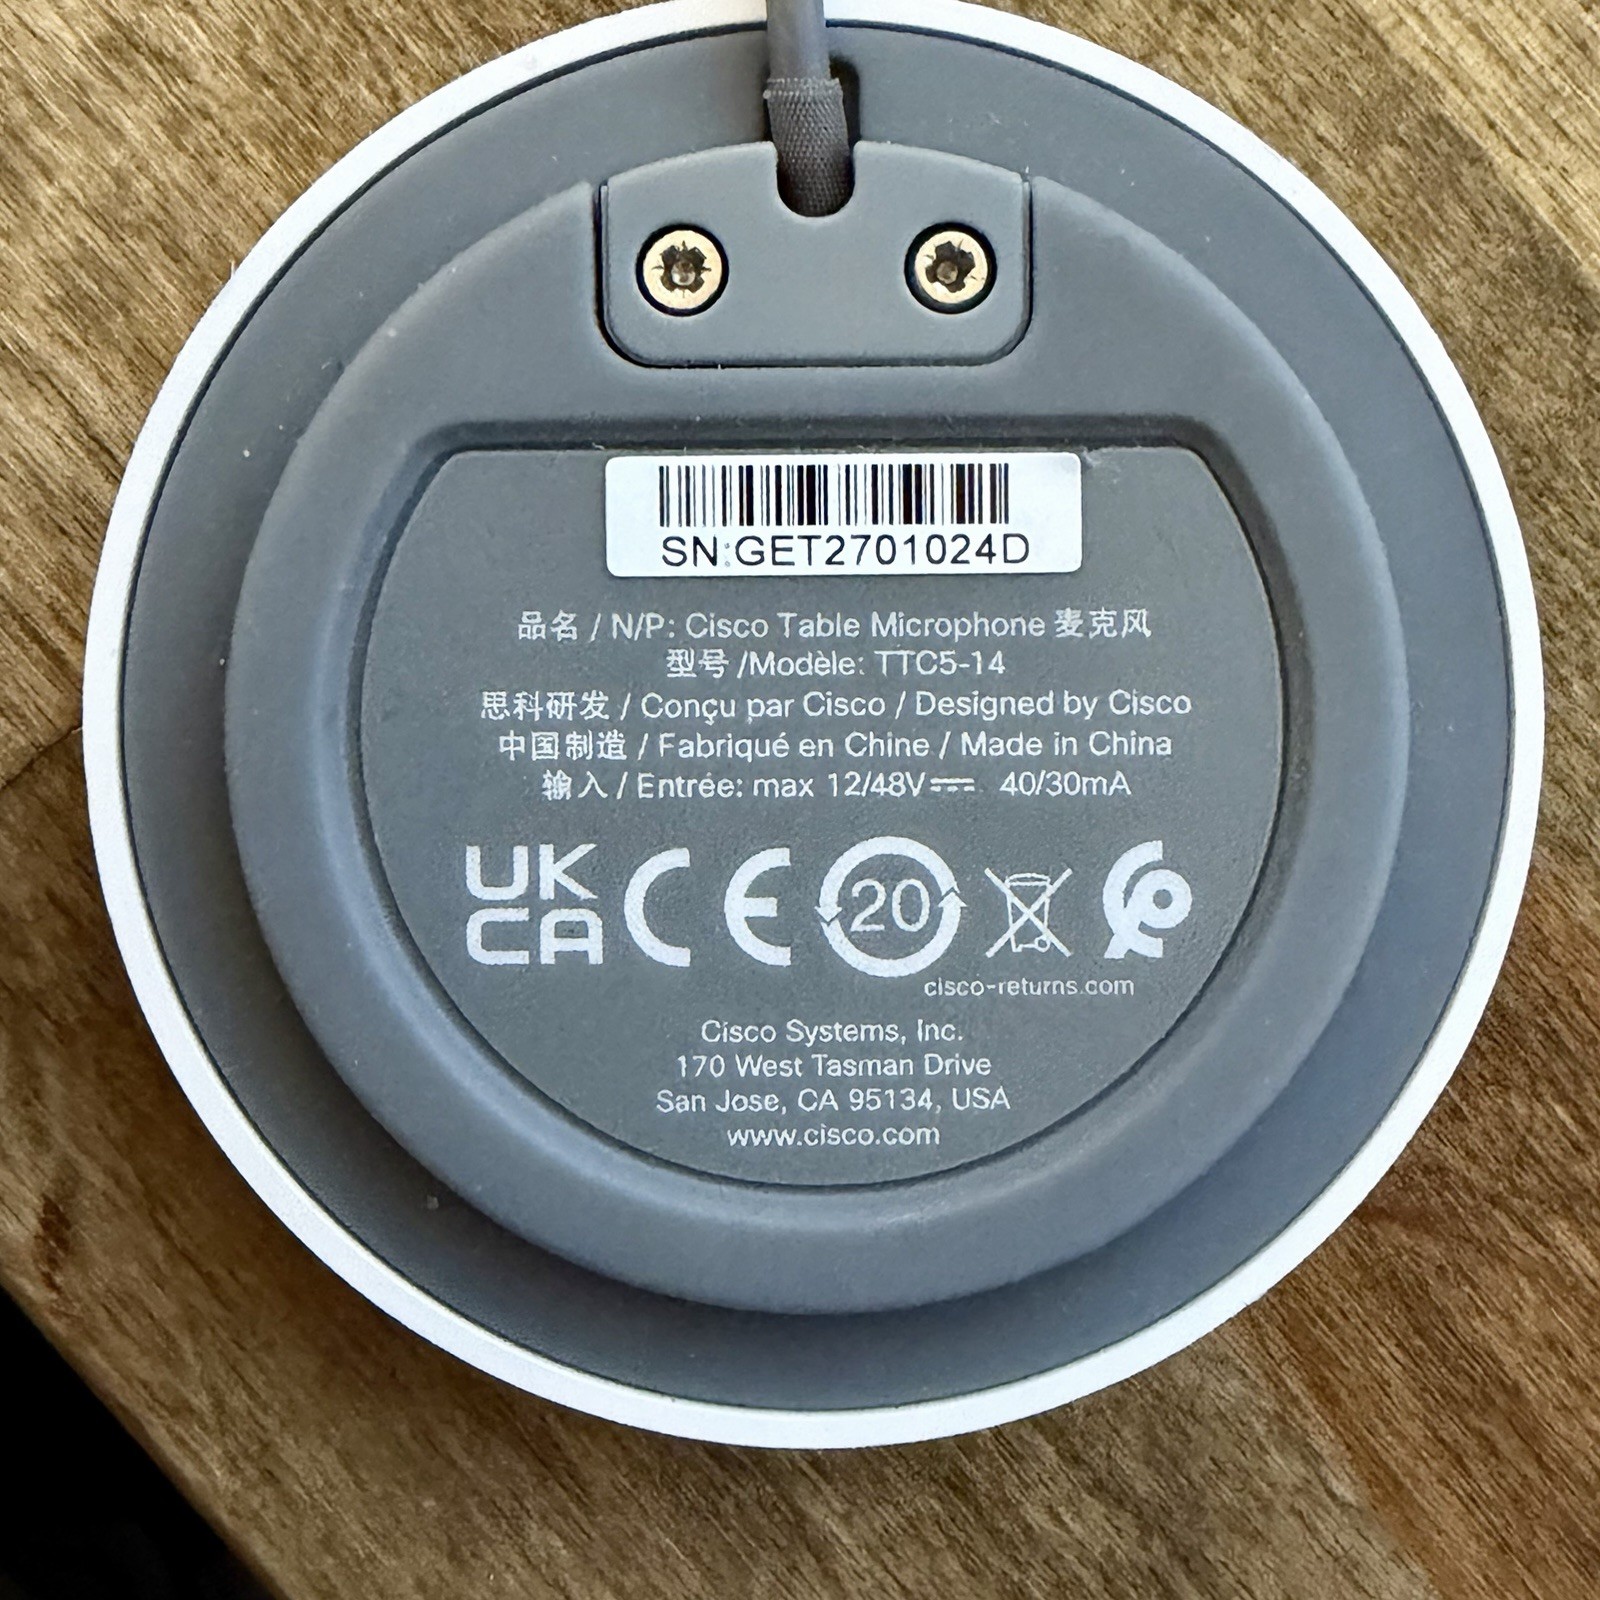 SN:GET2701024D
品名 / N/P: Cisco Table Microphone 麦克风
型号 /Modèle: TTC5-14
思科研发 / Conçu par Cisco / Designed by Cisco
中国制造 / Fabriqué en Chine / Made in China
输入 / Entrée: max 12/48V⎓ 40/30mA
UK
CA CE 20
cisco-returns.com
Cisco Systems, Inc.
170 West Tasman Drive
San Jose, CA 95134, USA
www.cisco.com